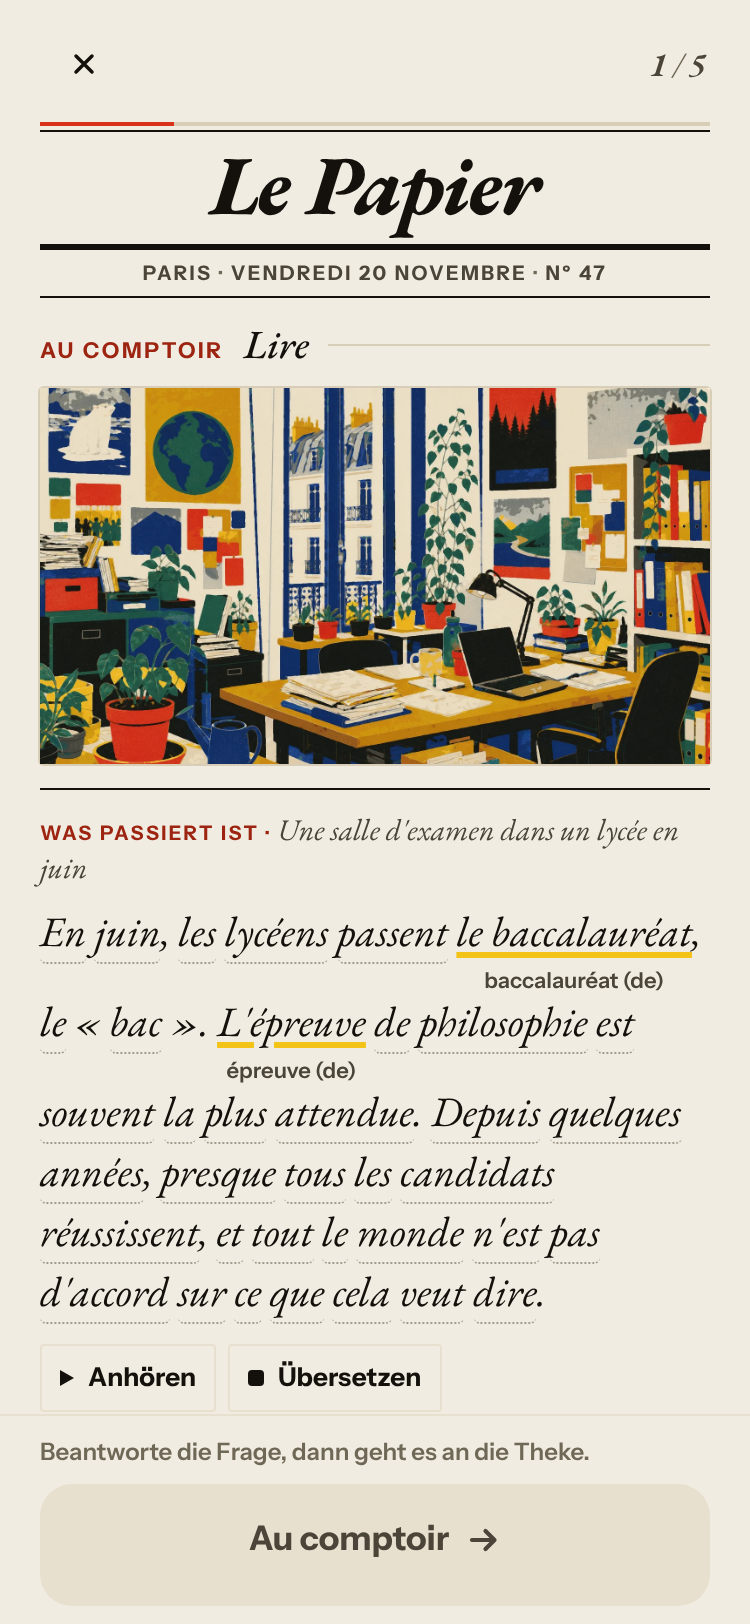 1 / 5
Le Papier
PARIS · VENDREDI 20 NOVEMBRE · N° 47
AU COMPTOIR Lire
WAS PASSIERT IST · Une salle d'examen dans un lycée en
juin
En juin, les lycéens passent le baccalauréat,
baccalauréat (de)
le « bac ». L'épreuve de philosophie est
épreuve (de)
souvent la plus attendue. Depuis quelques
années, presque tous les candidats
réussissent, et tout le monde n'est pas
d'accord sur ce que cela veut dire.
Anhören Übersetzen
Beantworte die Frage, dann geht es an die Theke.
Au comptoir →